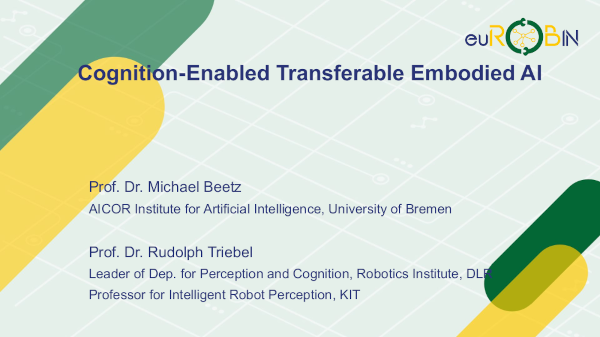 euROBIN
Cognition-Enabled Transferable Embodied AI
Prof. Dr. Michael Beetz
AICOR Institute for Artificial Intelligence, University of Bremen
Prof. Dr. Rudolph Triebel
Leader of Dep. for Perception and Cognition, Robotics Institute, DLR
Professor for Intelligent Robot Perception, KIT